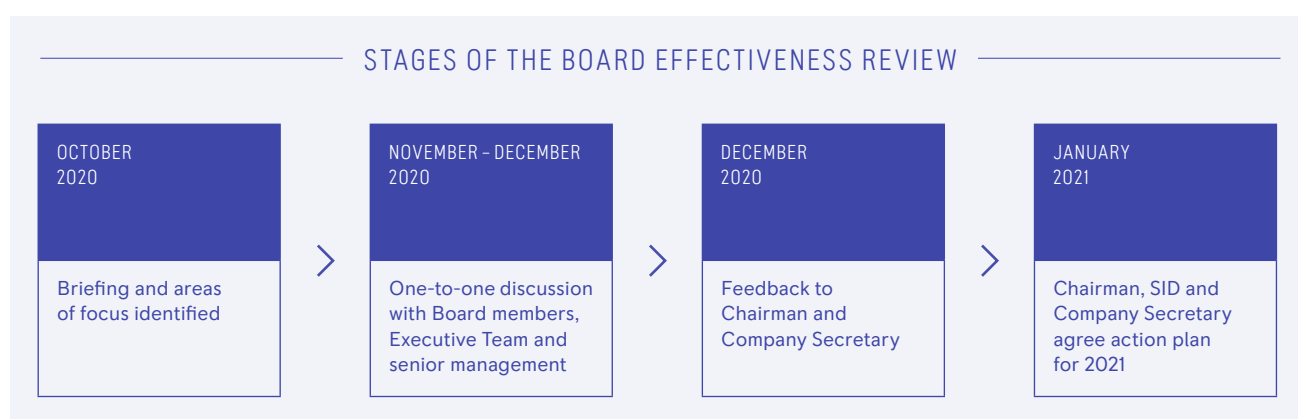 STAGES OF THE BOARD EFFECTIVENESS REVIEW
OCTOBER
2020
Briefing and areas
of focus identified
NOVEMBER – DECEMBER
2020
One-to-one discussion
with Board members,
Executive Team and
senior management
DECEMBER
2020
Feedback to
Chairman and
Company Secretary
JANUARY
2021
Chairman, SID and
Company Secretary
agree action plan
for 2021